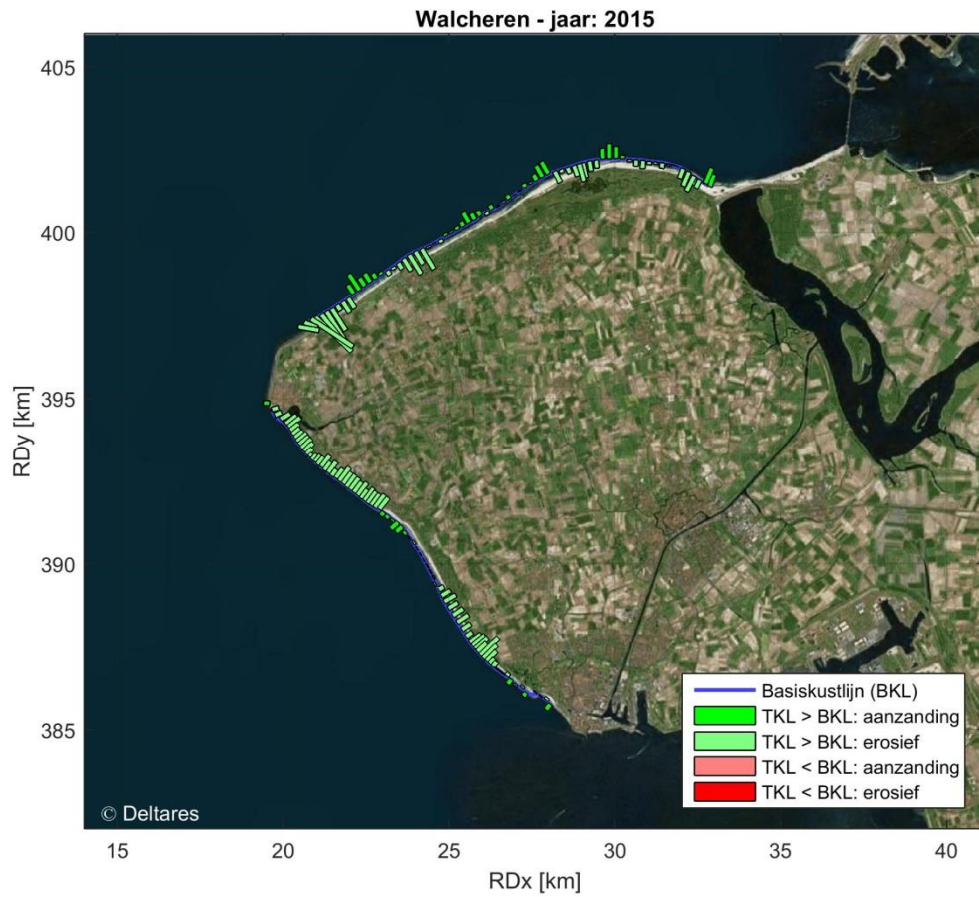 Walcheren - jaar: 2015
405
400
395
390
385
RDy [km]
Basiskustlijn (BKL)
TKL > BKL: aanzanding
TKL > BKL: erosief
TKL < BKL: aanzanding
TKL < BKL: erosief
© Deltares
15 20 25 30 35 40
RDx [km]